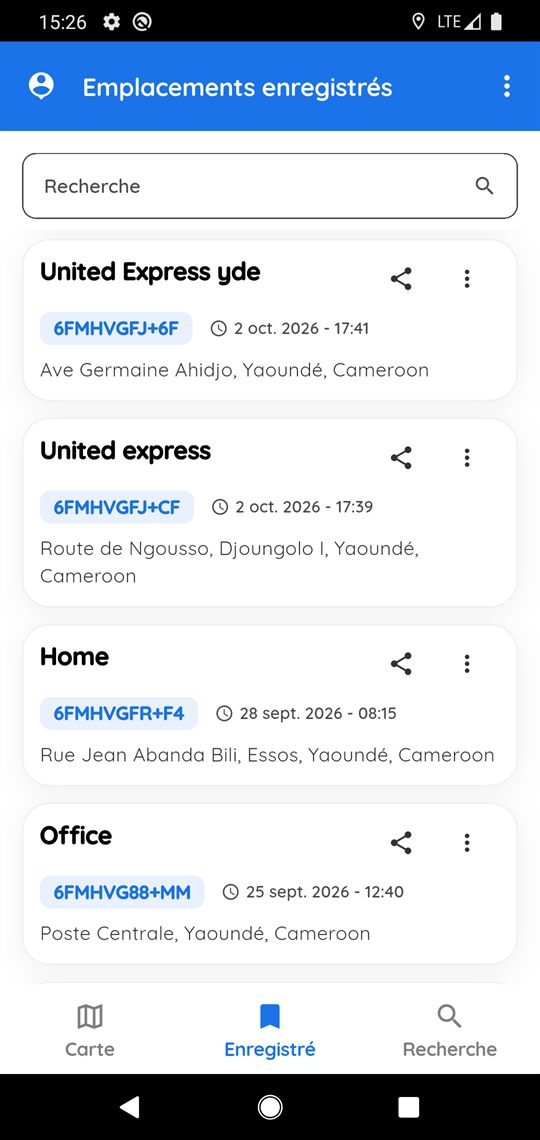 15:26
LTE
Emplacements enregistrés
Recherche
United Express yde
6FMHVGFJ+6F 2 oct. 2026 - 17:41
Ave Germaine Ahidjo, Yaoundé, Cameroon
United express
6FMHVGFJ+CF 2 oct. 2026 - 17:39
Route de Ngousso, Djoungolo I, Yaoundé,
Cameroon
Home
6FMHVGFR+F4 28 sept. 2026 - 08:15
Rue Jean Abanda Bili, Essos, Yaoundé, Cameroon
Office
6FMHVG88+MM 25 sept. 2026 - 12:40
Poste Centrale, Yaoundé, Cameroon
Carte Enregistré Recherche